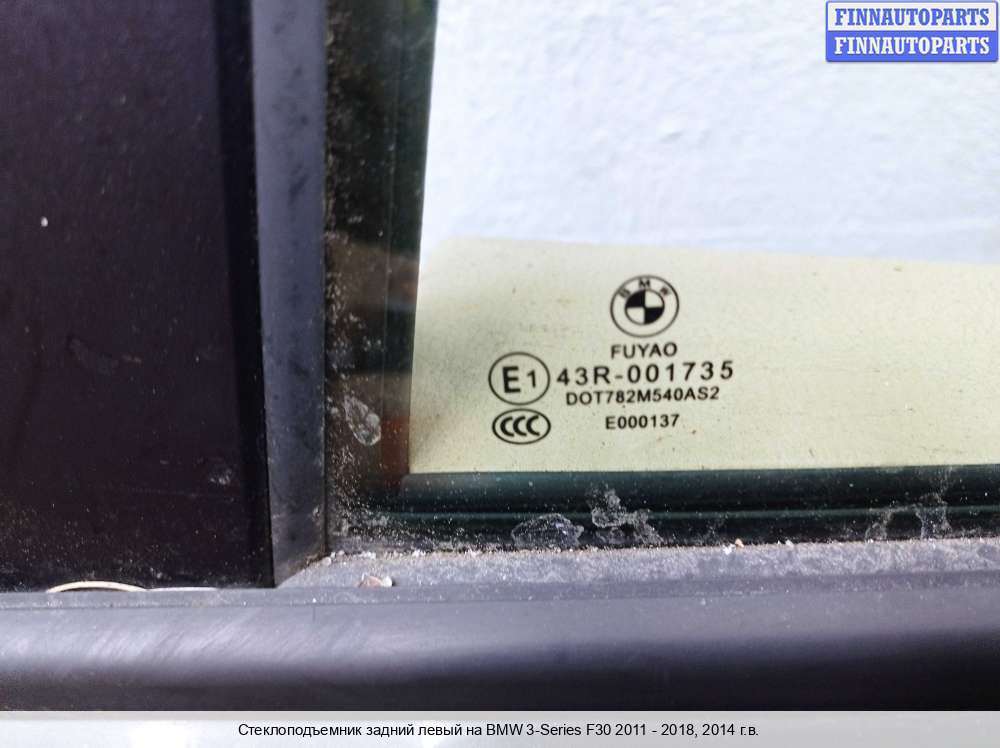 FINNAUTOPARTS
FINNAUTOPARTS
BMW
FUYAO
E1 43R-001735
DOT782M540AS2
CCC E000137
Стеклоподъемник задний левый на BMW 3-Series F30 2011 - 2018, 2014 г.в.